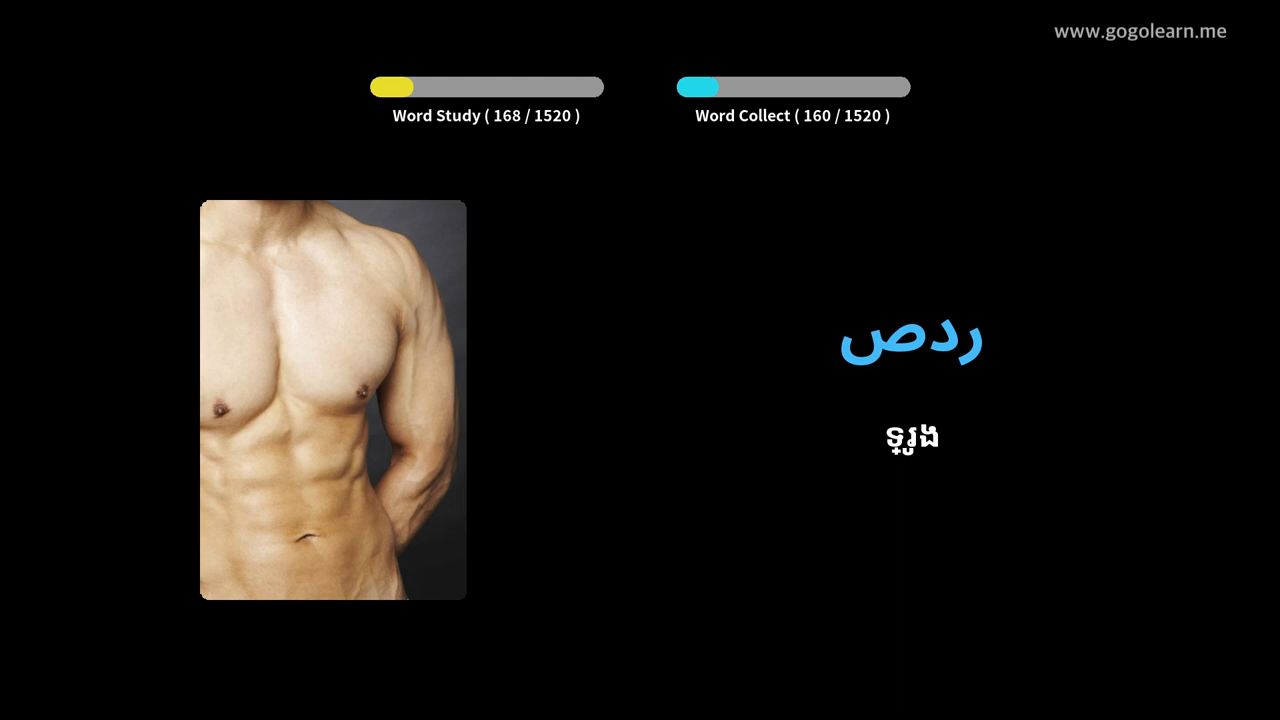 www.gogolearn.me
Word Study ( 168 / 1520 )
Word Collect ( 160 / 1520 )
ردص
ទ្រូង